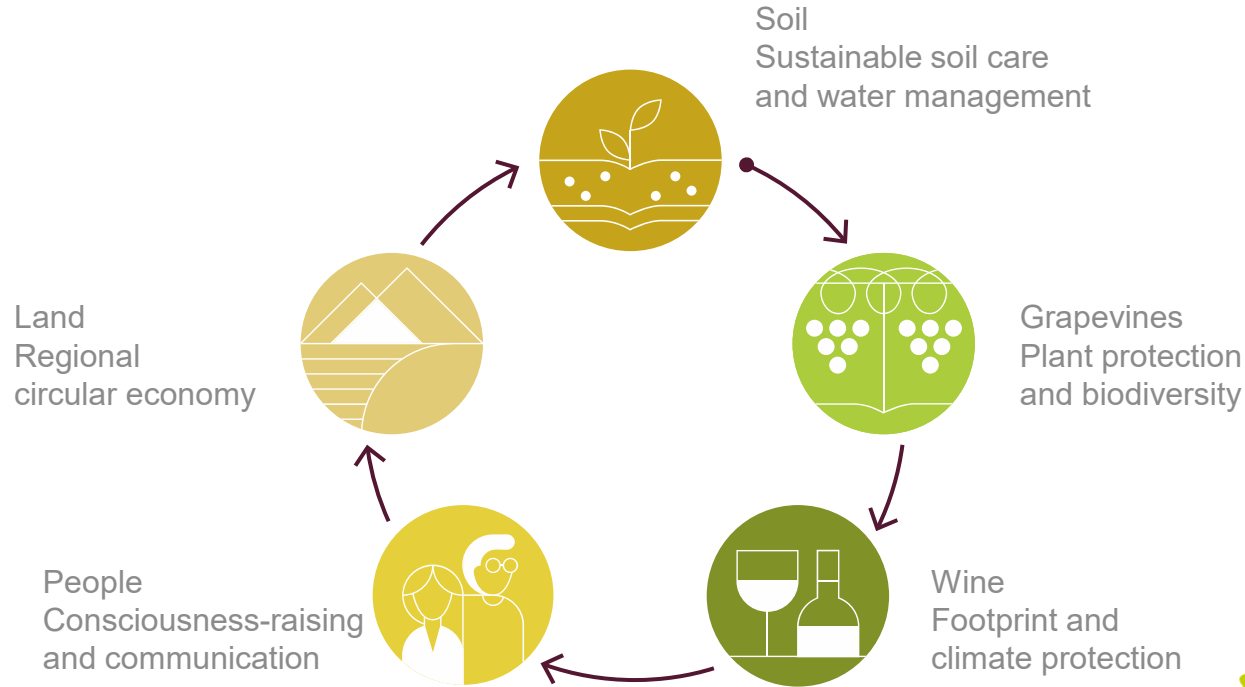 Soil
Sustainable soil care
and water management
Grapevines
Plant protection
and biodiversity
Wine
Footprint and
climate protection
People
Consciousness-raising
and communication
Land
Regional
circular economy